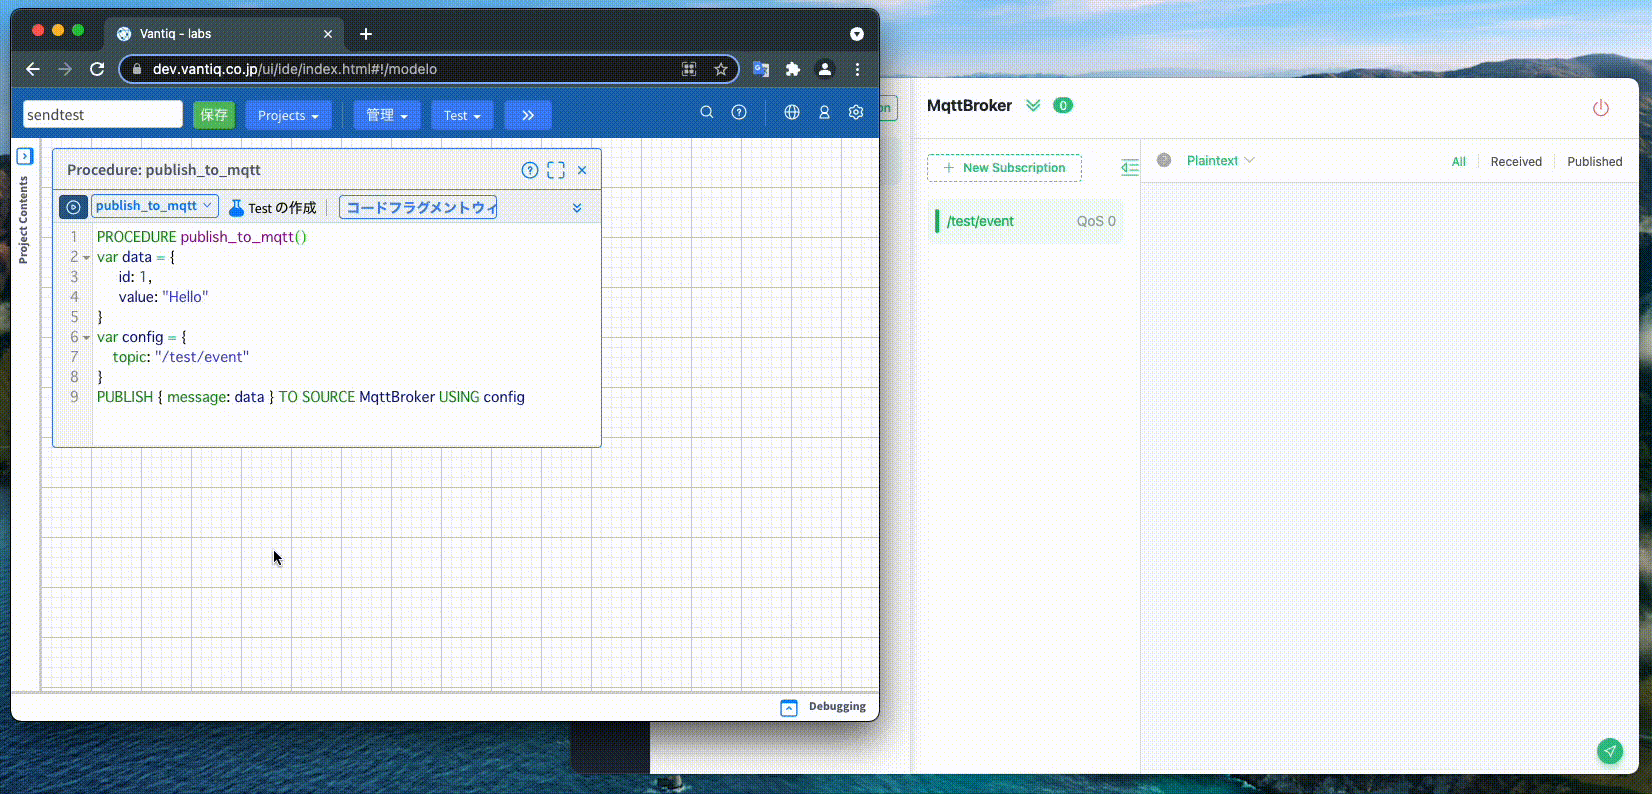 Vantiq - labs
dev.vantiq.co.jp/ui/ide/index.html#!/modelo
sendtest
保存
Projects
管理
Test
Project Contents
Procedure: publish_to_mqtt
publish_to_mqtt
Test の作成
コードフラグメントウィ
1 PROCEDURE publish_to_mqtt()
2 var data = {
3 id: 1,
4 value: "Hello"
5 }
6 var config = {
7 topic: "/test/event"
8 }
9 PUBLISH { message: data } TO SOURCE MqttBroker USING config
Debugging
on
MqttBroker
0
+ New Subscription
Plaintext
All
Received
Published
/test/event
QoS 0